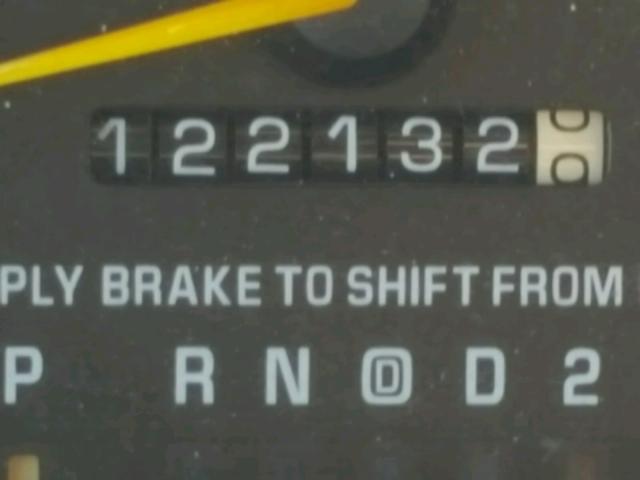 122132
PLY BRAKE TO SHIFT FROM
P R N D D 2